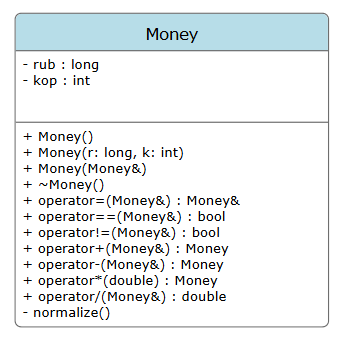 Money
- rub : long
- kop : int
+ Money()
+ Money(r: long, k: int)
+ Money(Money&)
+ ~Money()
+ operator=(Money&) : Money&
+ operator==(Money&) : bool
+ operator!=(Money&) : bool
+ operator+(Money&) : Money
+ operator-(Money&) : Money
+ operator*(double) : Money
+ operator/(Money&) : double
- normalize()